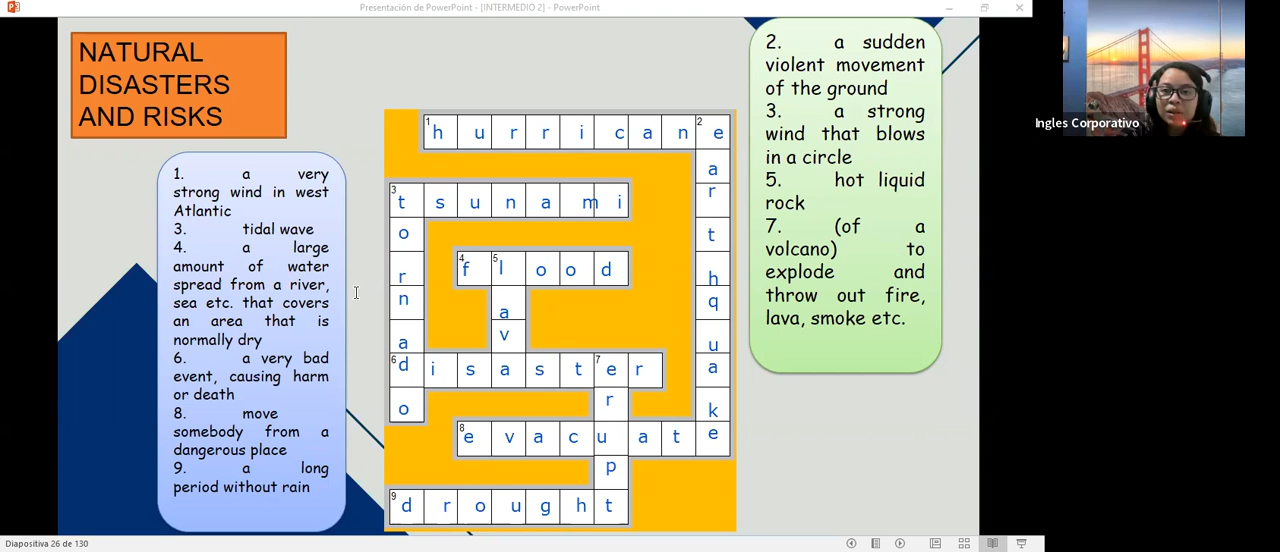 Presentación de PowerPoint - [INTERMEDIO 2] - PowerPoint
NATURAL
DISASTERS
AND RISKS
1. a very
strong wind in west
Atlantic
3. tidal wave
4. a large
amount of water
spread from a river,
sea etc. that covers
an area that is
normally dry
6. a very bad
event, causing harm
or death
8. move
somebody from a
dangerous place
9. a long
period without rain
1 h u r r i c a n 2 e
a
r
3 t s u n a m i
o
t
4 f 5 l o o d
r
h
n
q
a
v
a
u
6 d i s a s t 7 e r
a
r
o
k
8 e v a c u a t e
p
9 d r o u g h t
2. a sudden
violent movement
of the ground
3. a strong
wind that blows
in a circle
5. hot liquid
rock
7. (of a
volcano) to
explode and
throw out fire,
lava, smoke etc.
Ingles Corporativo
Diapositiva 26 de 130